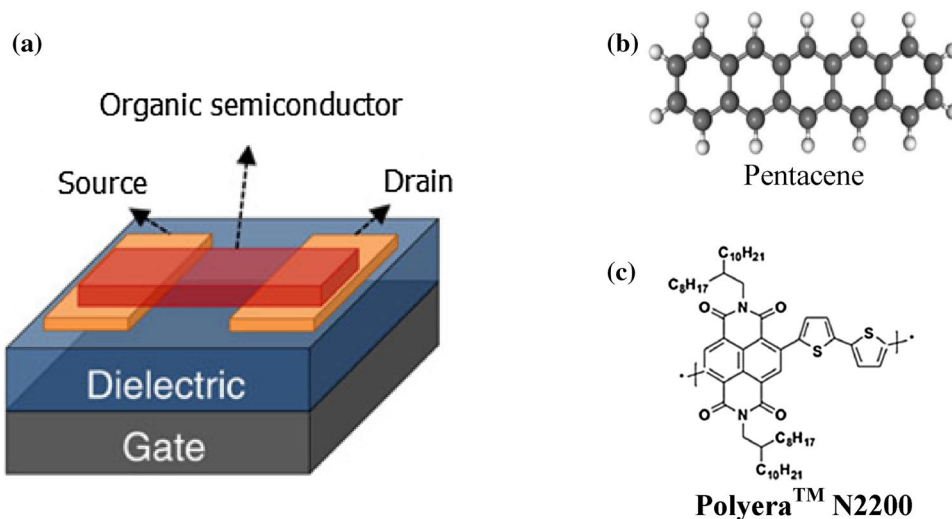 (a)
Organic semiconductor
Source
Drain
Dielectric
Gate
(b)
Pentacene
(c)
C₁₀H₂₁
C₈H₁₇
O N O
S
S
O N O
C₈H₁₇
C₁₀H₂₁
Polyera™ N2200